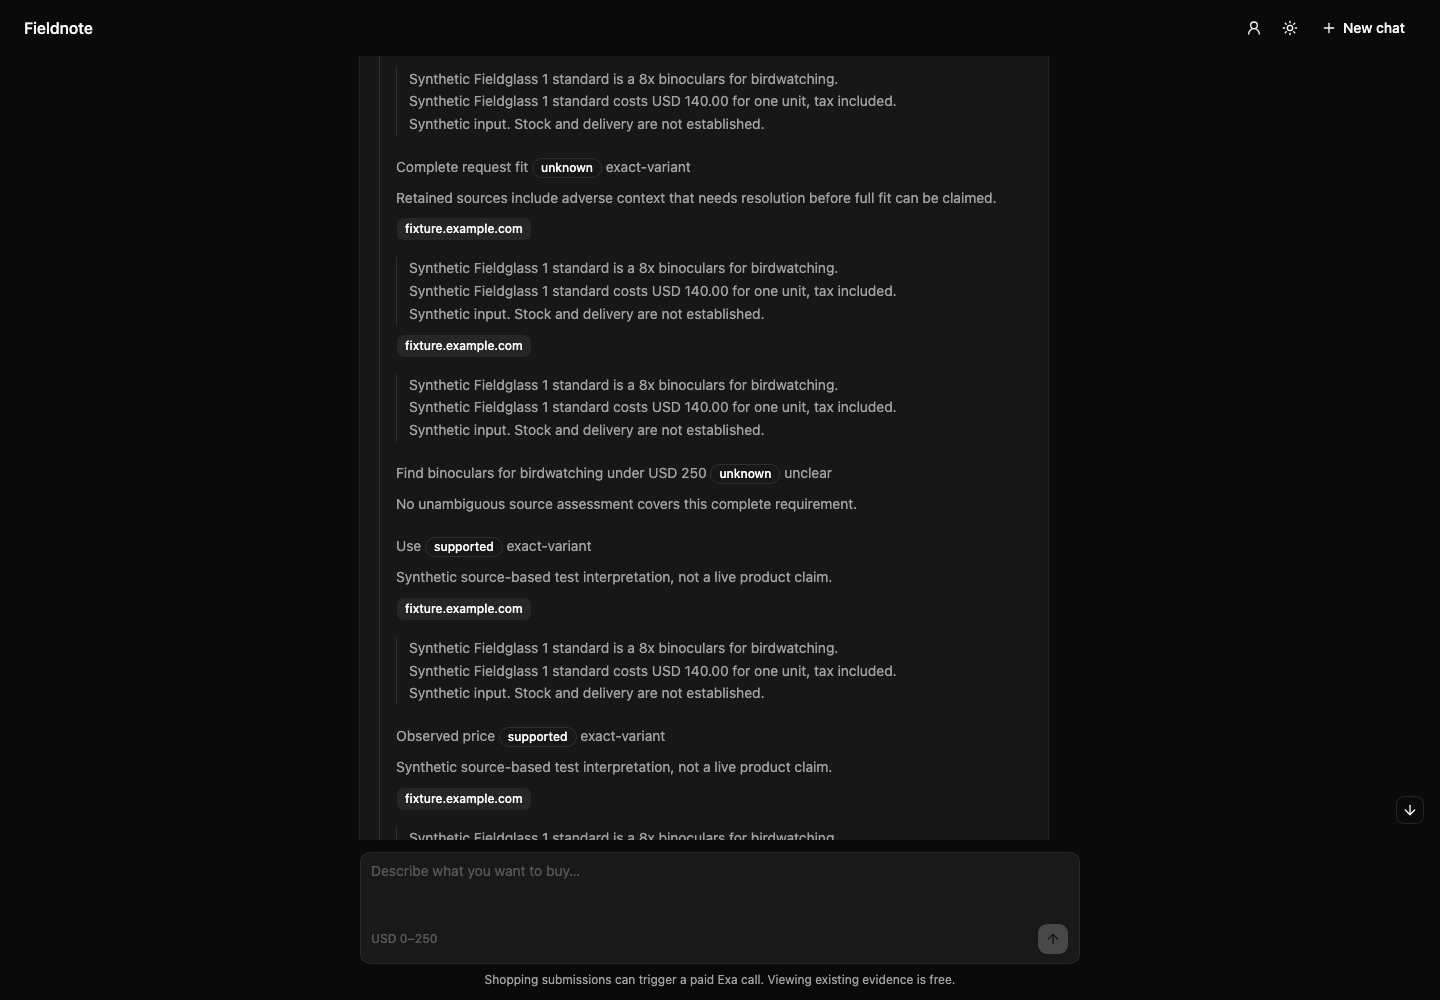 Fieldnote
New chat
Synthetic Fieldglass 1 standard is a 8x binoculars for birdwatching.
Synthetic Fieldglass 1 standard costs USD 140.00 for one unit, tax included.
Synthetic input. Stock and delivery are not established.
Complete request fit unknown exact-variant
Retained sources include adverse context that needs resolution before full fit can be claimed.
fixture.example.com
Synthetic Fieldglass 1 standard is a 8x binoculars for birdwatching.
Synthetic Fieldglass 1 standard costs USD 140.00 for one unit, tax included.
Synthetic input. Stock and delivery are not established.
fixture.example.com
Synthetic Fieldglass 1 standard is a 8x binoculars for birdwatching.
Synthetic Fieldglass 1 standard costs USD 140.00 for one unit, tax included.
Synthetic input. Stock and delivery are not established.
Find binoculars for birdwatching under USD 250 unknown unclear
No unambiguous source assessment covers this complete requirement.
Use supported exact-variant
Synthetic source-based test interpretation, not a live product claim.
fixture.example.com
Synthetic Fieldglass 1 standard is a 8x binoculars for birdwatching.
Synthetic Fieldglass 1 standard costs USD 140.00 for one unit, tax included.
Synthetic input. Stock and delivery are not established.
Observed price supported exact-variant
Synthetic source-based test interpretation, not a live product claim.
fixture.example.com
Synthetic Fieldglass 1 standard is a 8x binoculars for birdwatching.
Describe what you want to buy...
USD 0–250
Shopping submissions can trigger a paid Exa call. Viewing existing evidence is free.